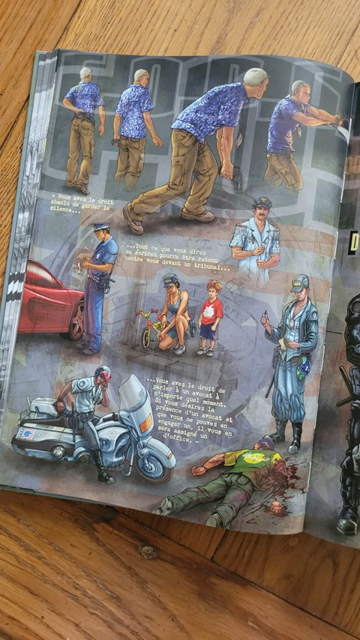 « Vous avez le droit
absolu de garder le
silence...
...Tout ce que vous direz
ou écrirez pourra être retenu
contre vous devant un tribunal...
...Vous avez le droit de
parler à un avocat à
n'importe quel moment.
Si vous désirez la
présence d'un avocat et
que vous ne pouvez en
engager un, il vous en
sera assigné un
d'office. »
D